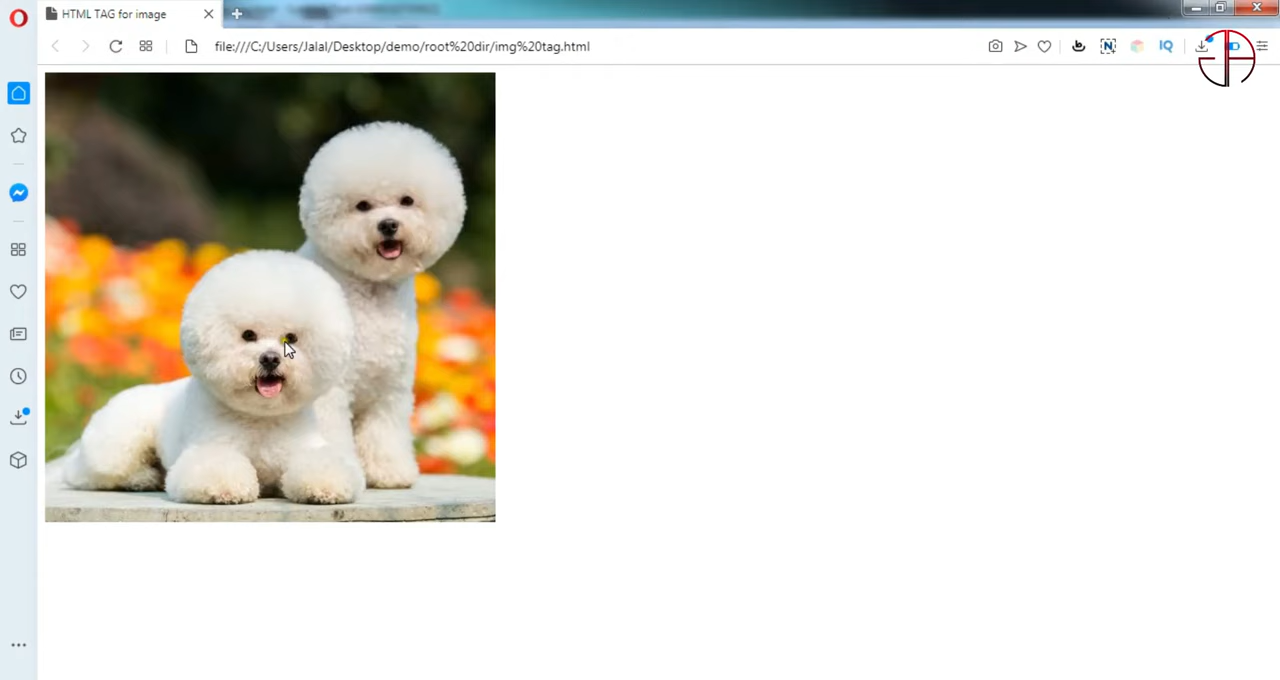 HTML TAG for image
file:///C:/Users/Jalal/Desktop/demo/root%20dir/img%20tag.html
N
IQ